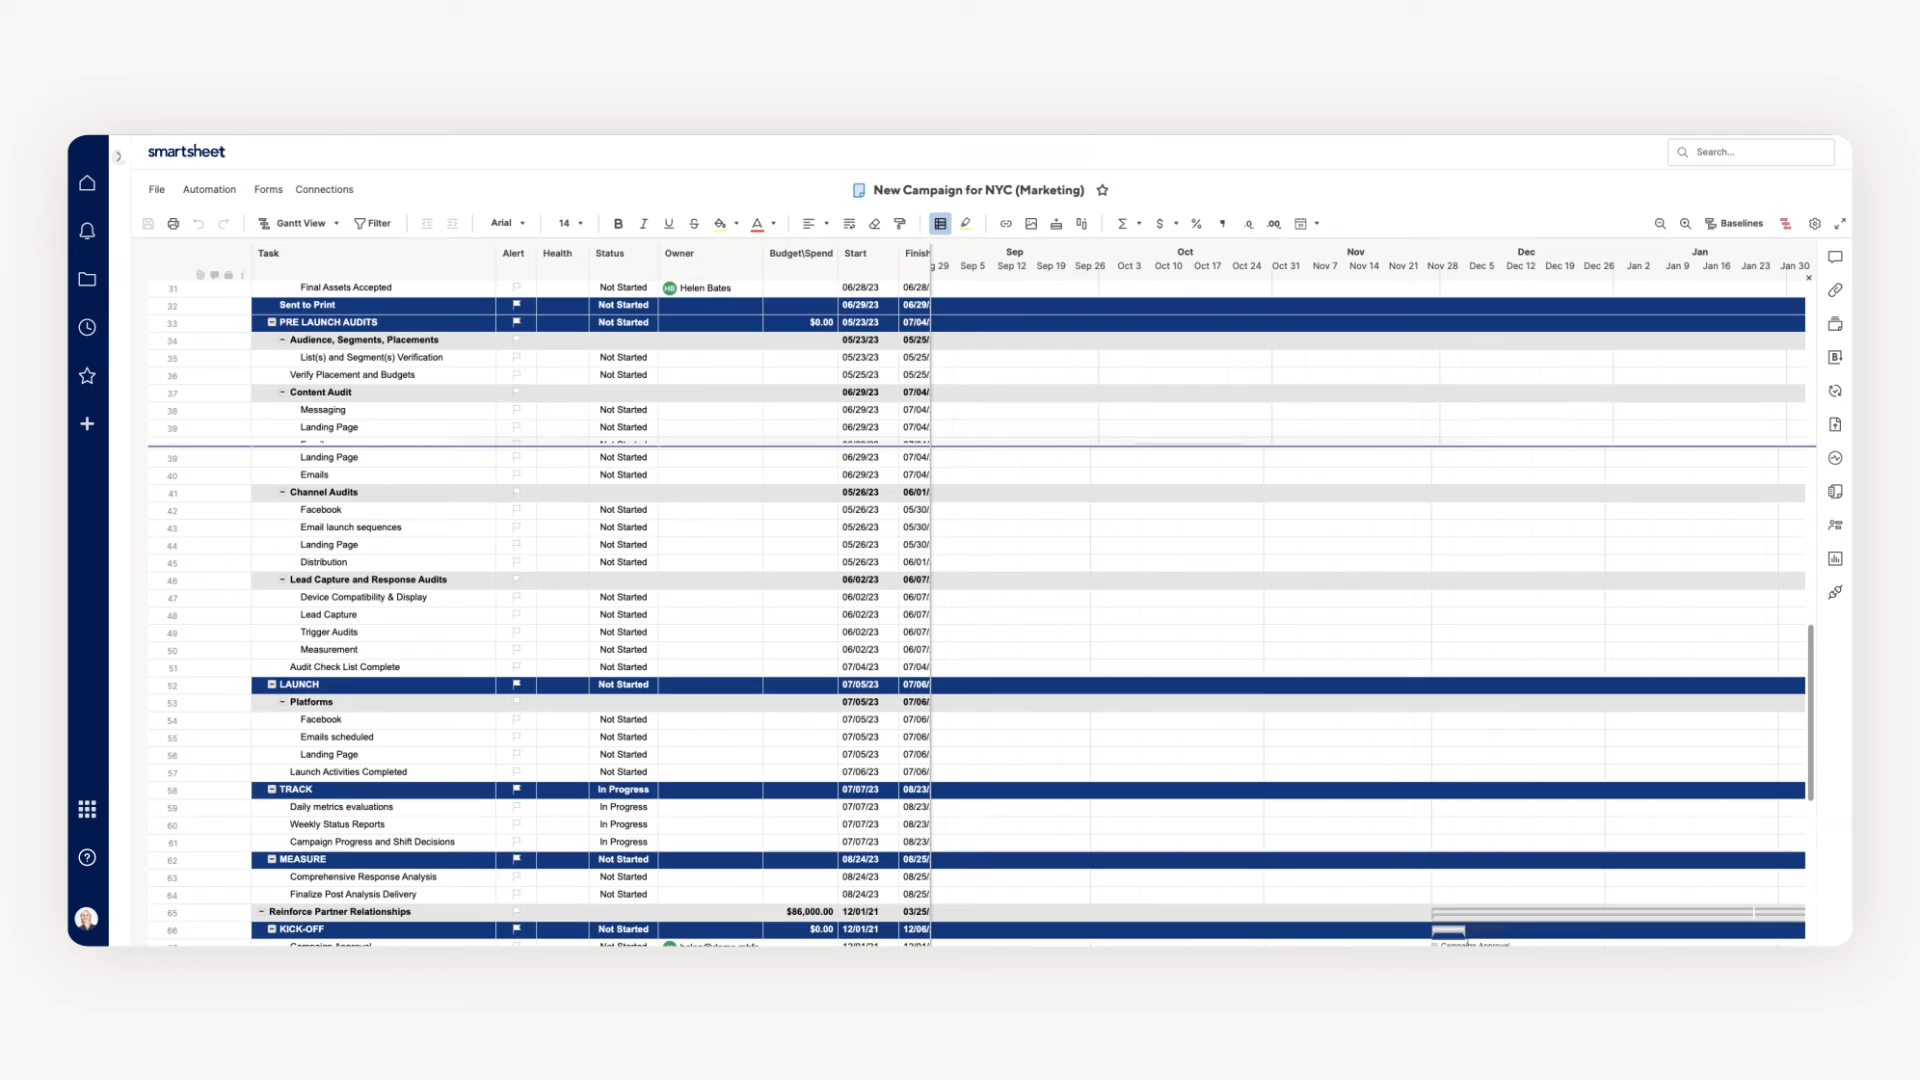 smartsheet
Search...
File Automation Forms Connections
New Campaign for NYC (Marketing)
Gantt View Filter Arial 14 B I U S A Σ $ % , .0 .00 Baselines
Task Alert Health Status Owner Budget\Spend Start Finish Sep Oct Nov Dec Jan
g 29 Sep 5 Sep 12 Sep 19 Sep 26 Oct 3 Oct 10 Oct 17 Oct 24 Oct 31 Nov 7 Nov 14 Nov 21 Nov 28 Dec 5 Dec 12 Dec 19 Dec 26 Jan 2 Jan 9 Jan 16 Jan 23 Jan 30
31 Final Assets Accepted Not Started HB Helen Bates 06/28/23 06/28/
32 Sent to Print Not Started 06/29/23 06/29/
33 PRE LAUNCH AUDITS Not Started $0.00 05/23/23 07/04/
34 Audience, Segments, Placements 05/23/23 05/25/
35 List(s) and Segment(s) Verification Not Started 05/23/23 05/25/
36 Verify Placement and Budgets Not Started 05/25/23 05/25/
37 Content Audit 06/29/23 07/04/
38 Messaging Not Started 06/29/23 07/04/
39 Landing Page Not Started 06/29/23 07/04/
39 Landing Page Not Started 06/29/23 07/04/
40 Emails Not Started 06/29/23 07/04/
41 Channel Audits 05/26/23 06/01/
42 Facebook Not Started 05/26/23 05/30/
43 Email launch sequences Not Started 05/26/23 05/30/
44 Landing Page Not Started 05/26/23 05/30/
45 Distribution Not Started 05/26/23 06/01/
46 Lead Capture and Response Audits 06/02/23 06/07/
47 Device Compatibility & Display Not Started 06/02/23 06/07/
48 Lead Capture Not Started 06/02/23 06/07/
49 Trigger Audits Not Started 06/02/23 06/07/
50 Measurement Not Started 06/02/23 06/07/
51 Audit Check List Complete Not Started 07/04/23 07/04/
52 LAUNCH Not Started 07/05/23 07/06/
53 Platforms 07/05/23 07/06/
54 Facebook Not Started 07/05/23 07/06/
55 Emails scheduled Not Started 07/05/23 07/06/
56 Landing Page Not Started 07/05/23 07/06/
57 Launch Activities Completed Not Started 07/06/23 07/06/
58 TRACK In Progress 07/07/23 08/23/
59 Daily metrics evaluations In Progress 07/07/23 08/23/
60 Weekly Status Reports In Progress 07/07/23 08/23/
61 Campaign Progress and Shift Decisions In Progress 07/07/23 08/23/
62 MEASURE Not Started 08/24/23 08/25/
63 Comprehensive Response Analysis Not Started 08/24/23 08/25/
64 Finalize Post Analysis Delivery Not Started 08/24/23 08/25/
65 Reinforce Partner Relationships $86,000.00 12/01/21 03/25/
66 KICK-OFF Not Started $0.00 12/01/21 12/06/
Campaign Approval Not Started Campaign Approval